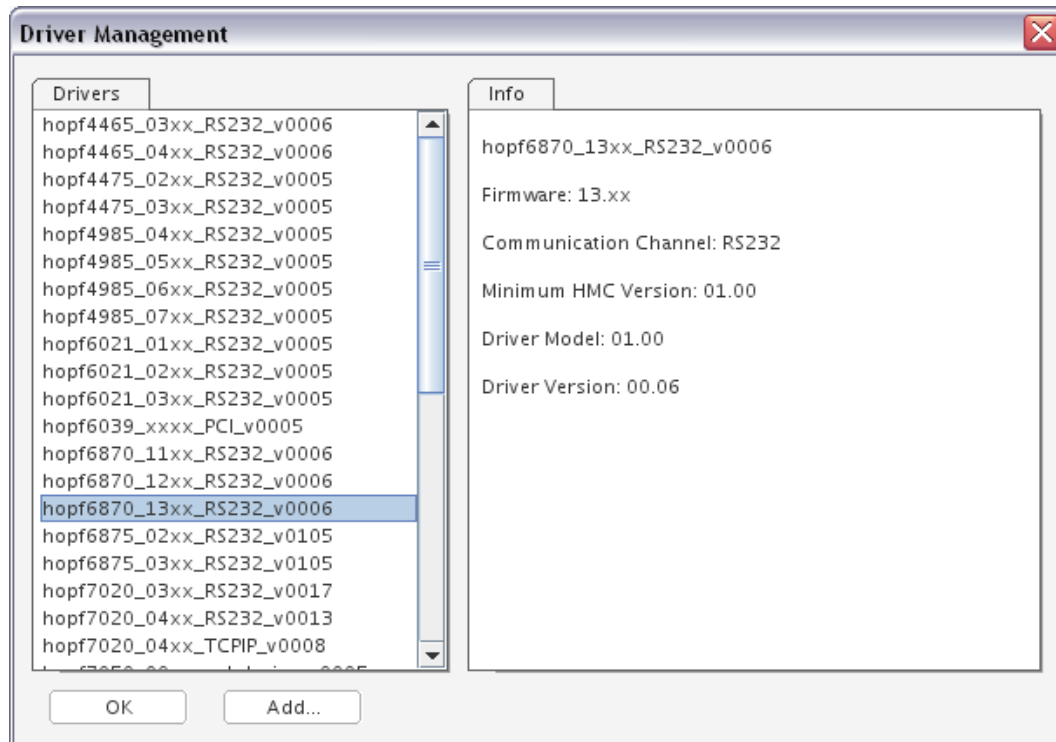 Driver Management
Drivers
hopf4465_03xx_RS232_v0006
hopf4465_04xx_RS232_v0006
hopf4475_02xx_RS232_v0005
hopf4475_03xx_RS232_v0005
hopf4985_04xx_RS232_v0005
hopf4985_05xx_RS232_v0005
hopf4985_06xx_RS232_v0005
hopf4985_07xx_RS232_v0005
hopf6021_01xx_RS232_v0005
hopf6021_02xx_RS232_v0005
hopf6021_03xx_RS232_v0005
hopf6039_xxxx_PCI_v0005
hopf6870_11xx_RS232_v0006
hopf6870_12xx_RS232_v0006
hopf6870_13xx_RS232_v0006
hopf6875_02xx_RS232_v0105
hopf6875_03xx_RS232_v0105
hopf7020_03xx_RS232_v0017
hopf7020_04xx_RS232_v0013
hopf7020_04xx_TCPIP_v0008
Info
hopf6870_13xx_RS232_v0006
Firmware: 13.xx
Communication Channel: RS232
Minimum HMC Version: 01.00
Driver Model: 01.00
Driver Version: 00.06
OK
Add...